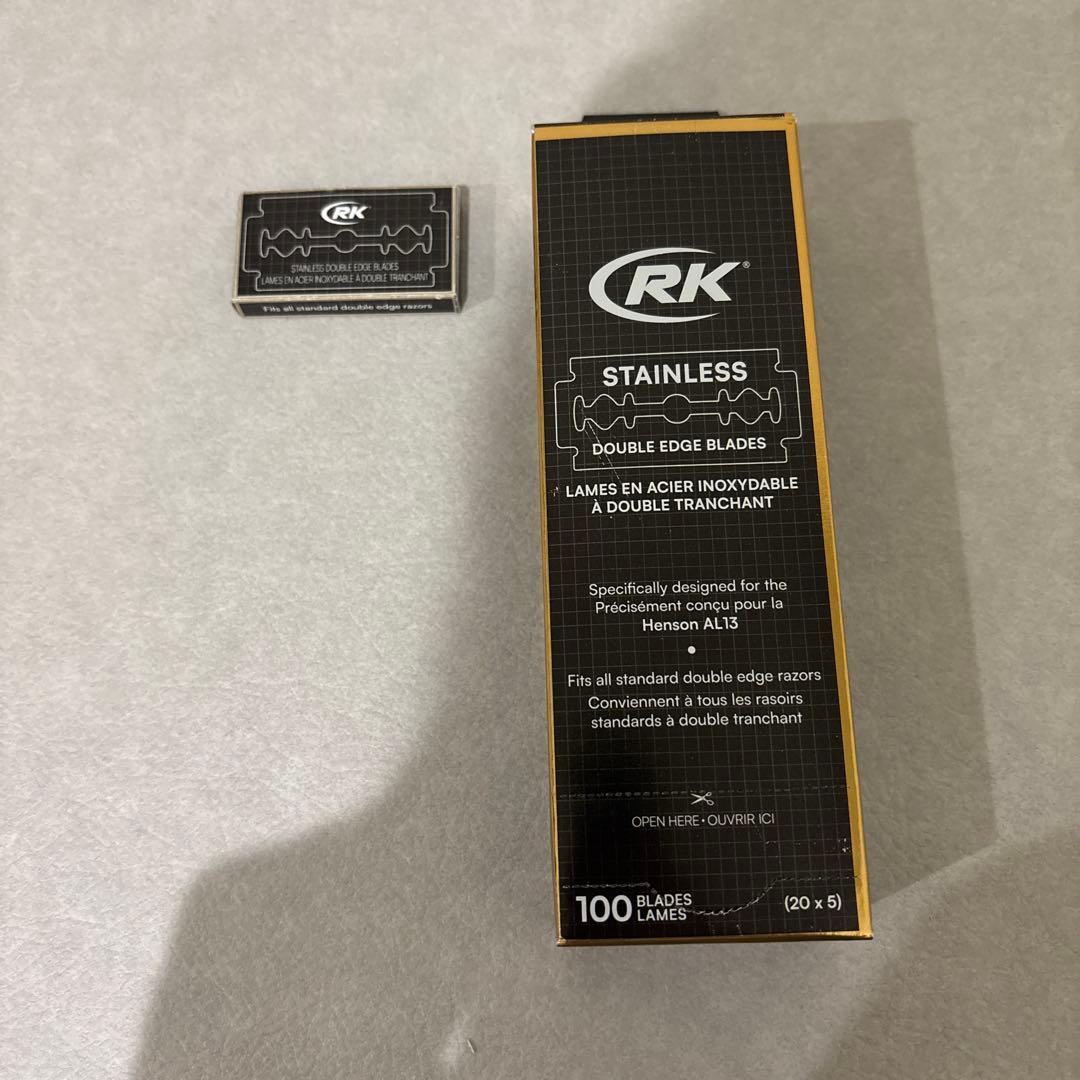 RK
STAINLESS DOUBLE EDGE BLADES
LAMES EN ACIER INOXYDABLE À DOUBLE TRANCHANT
Fits all standard double edge razors
RK®
STAINLESS
DOUBLE EDGE BLADES
LAMES EN ACIER INOXYDABLE
À DOUBLE TRANCHANT
Specifically designed for the
Précisément conçu pour la
Henson AL13
Fits all standard double edge razors
Conviennent à tous les rasoirs
standards à double tranchant
OPEN HERE • OUVRIR ICI
100 BLADES
LAMES
(20 x 5)